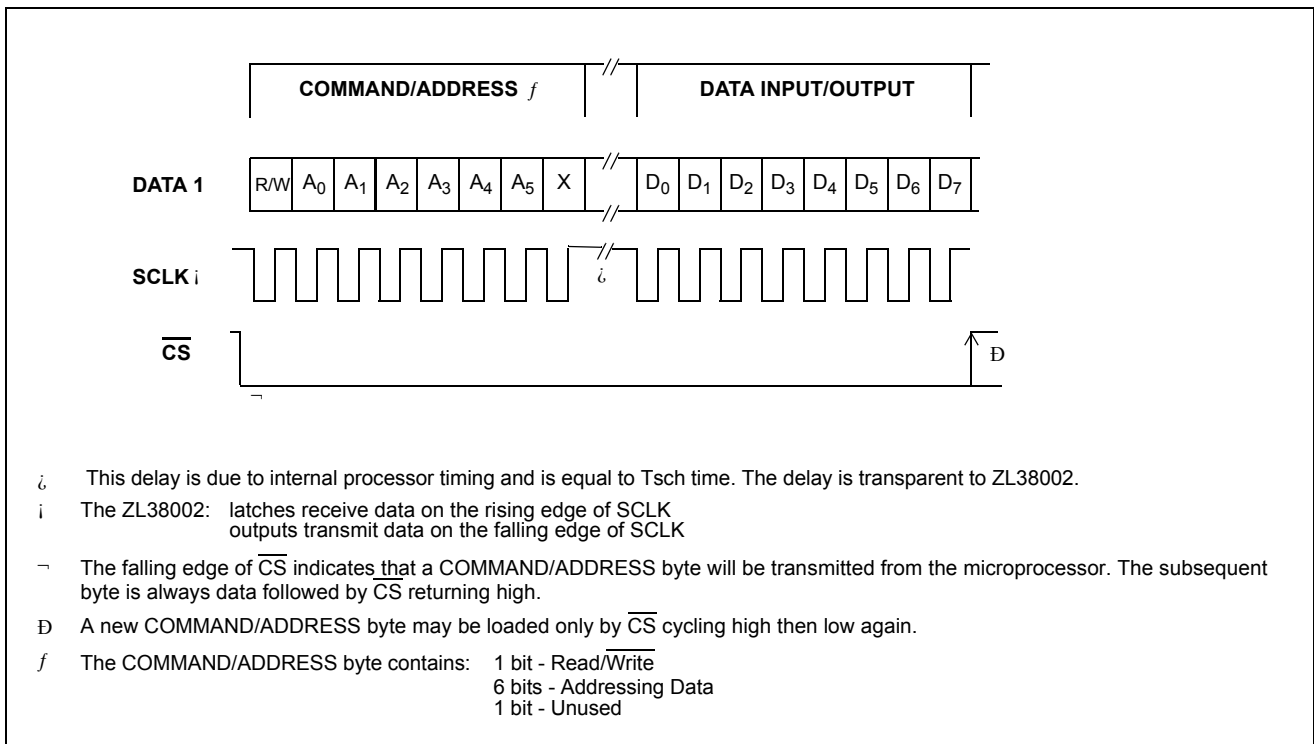 COMMAND/ADDRESS ƒ // DATA INPUT/OUTPUT
DATA 1 R/W A₀ A₁ A₂ A₃ A₄ A₅ X // D₀ D₁ D₂ D₃ D₄ D₅ D₆ D₇
//
SCLK ¡ //
¿
CS Ð
¬
¿ This delay is due to internal processor timing and is equal to Tsch time. The delay is transparent to ZL38002.
¡ The ZL38002: latches receive data on the rising edge of SCLK
outputs transmit data on the falling edge of SCLK
¬ The falling edge of CS indicates that a COMMAND/ADDRESS byte will be transmitted from the microprocessor. The subsequent
byte is always data followed by CS returning high.
Ð A new COMMAND/ADDRESS byte may be loaded only by CS cycling high then low again.
ƒ The COMMAND/ADDRESS byte contains: 1 bit - Read/Write
6 bits - Addressing Data
1 bit - Unused